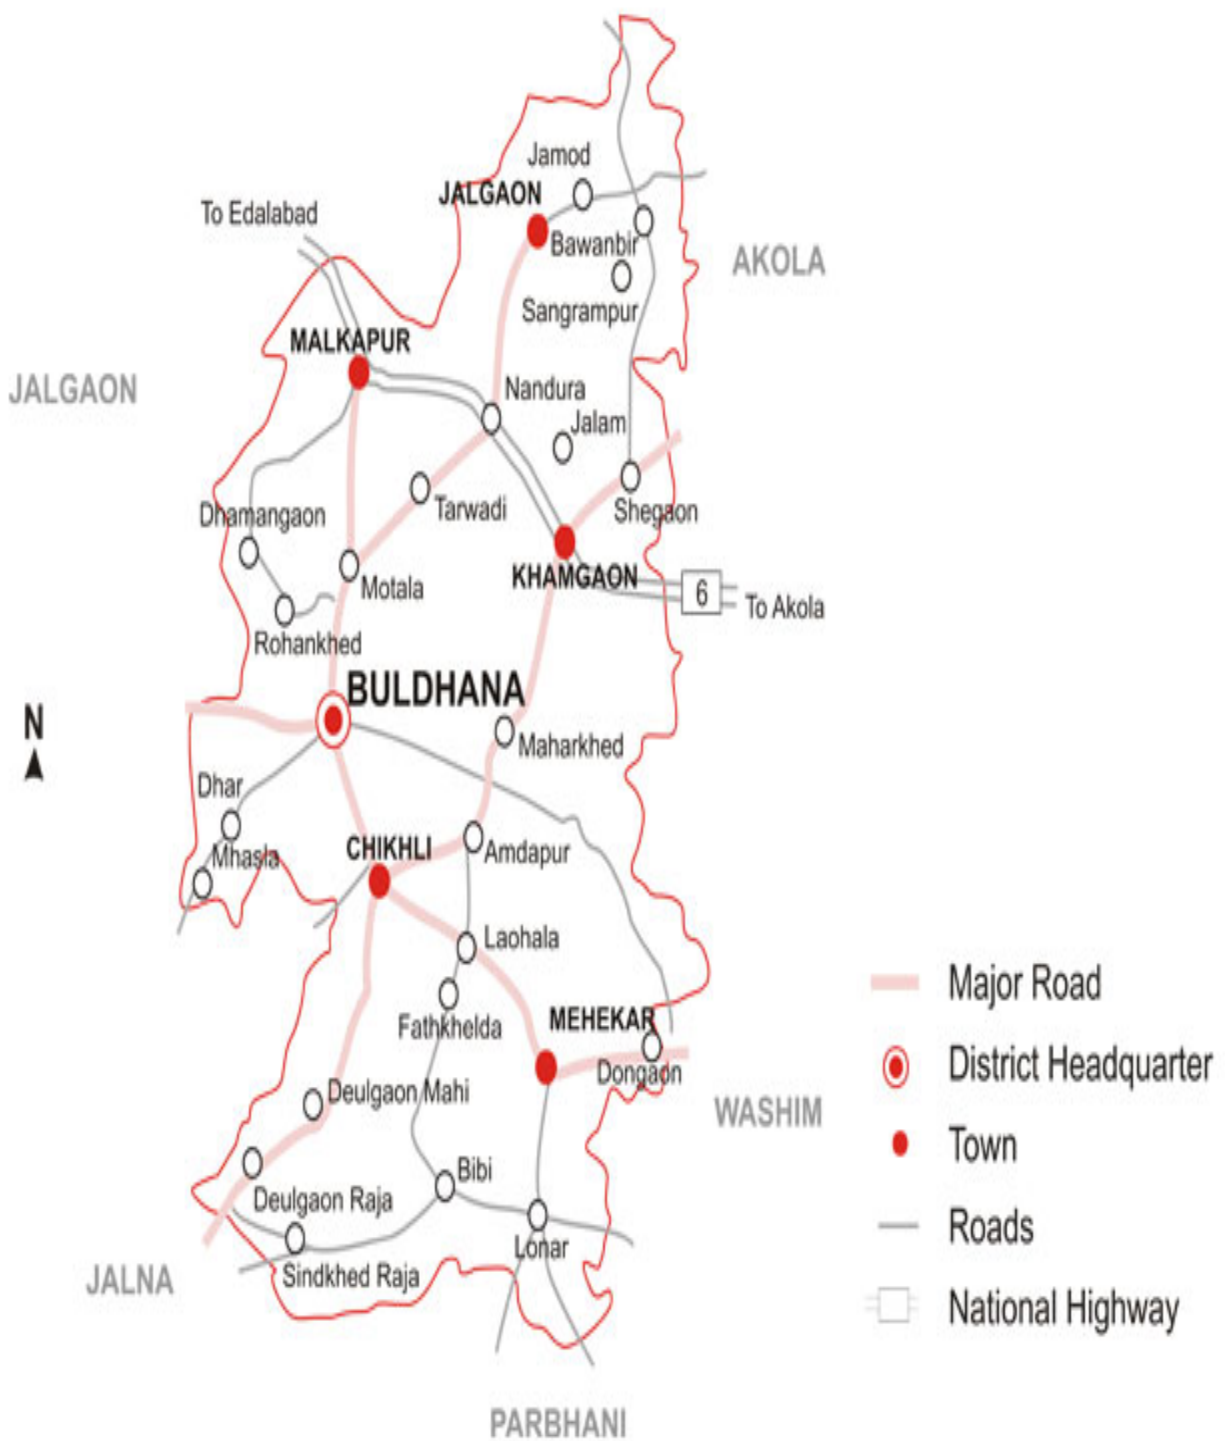 Jamod
JALGAON
To Edalabad
Bawanbir
AKOLA
Sangrampur
MALKAPUR
JALGAON
Nandura
Jalam
Tarwadi
Shegaon
Dhamangaon
KHAMGAON
Motala
6
To Akola
Rohankhed
BULDHANA
N
Maharkhed
Dhar
CHIKHLI
Amdapur
Mhasla
Laohala
Major Road
Fathkhelda
MEHEKAR
District Headquarter
Dongaon
Deulgaon Mahi
WASHIM
Town
Bibi
Deulgaon Raja
Roads
Lonar
Sindkhed Raja
JALNA
National Highway
PARBHANI